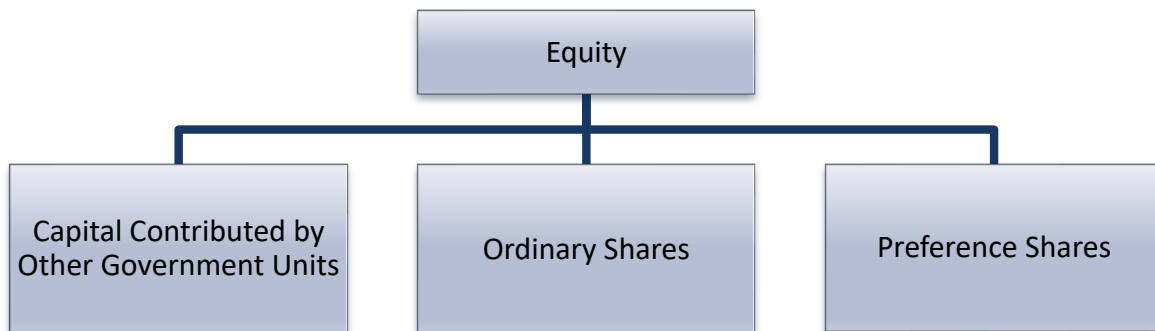 Equity
Capital Contributed by
Other Government Units
Ordinary Shares
Preference Shares